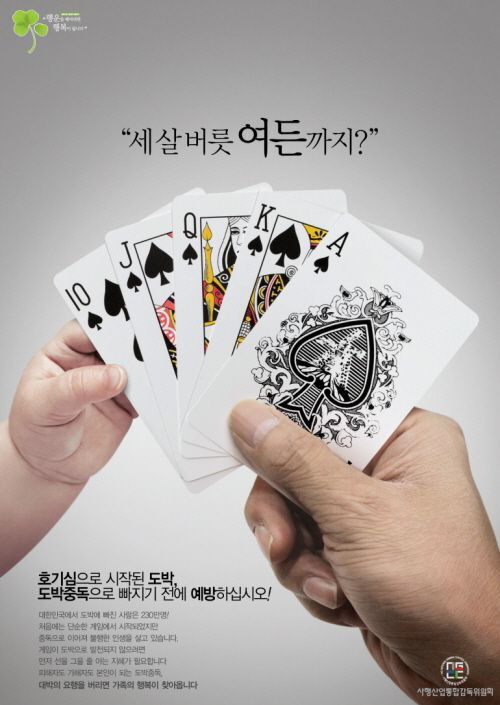 “행운을
행복이 됩니다”
“세살버릇 여든까지?”
10
J
Q
K
A
호기심으로 시작된 도박,
도박중독으로 빠지기 전에 예방하십시오!
대한민국에서 도박에 빠진 사람은 230만명!
처음에는 단순한 게임에서 시작되었지만
중독으로 이어져 불행한 인생을 살고 있습니다.
게임이 도박으로 발전되지 않으려면
먼저 선을 그을 줄 아는 지혜가 필요합니다
피해자도 가해자도 본인이 되는 도박중독,
대박의 요행을 버리면 가족의 행복이 찾아옵니다
사행산업통합감독위원회